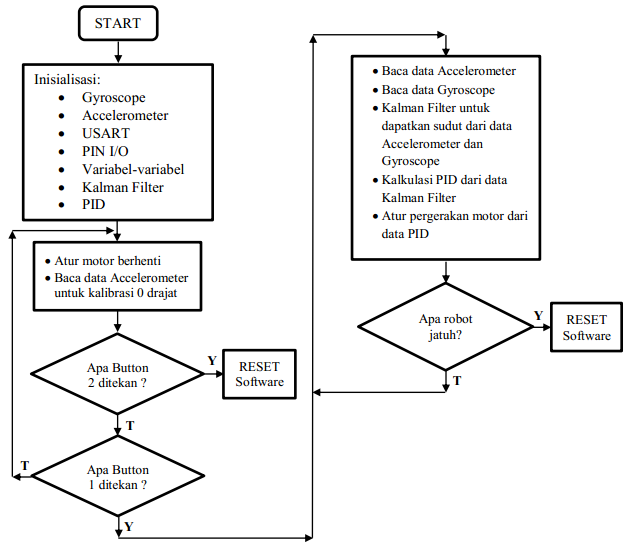 START
Inisialisasi:
• Gyroscope
• Accelerometer
• USART
• PIN I/O
• Variabel-variabel
• Kalman Filter
• PID
• Atur motor berhenti
• Baca data Accelerometer
untuk kalibrasi 0 drajat
Apa Button
2 ditekan ?
Y
RESET
Software
T
Apa Button
1 ditekan ?
T
Y
• Baca data Accelerometer
• Baca data Gyroscope
• Kalman Filter untuk
dapatkan sudut dari data
Accelerometer dan
Gyroscope
• Kalkulasi PID dari data
Kalman Filter
• Atur pergerakan motor dari
data PID
Apa robot
jatuh?
Y
RESET
Software
T